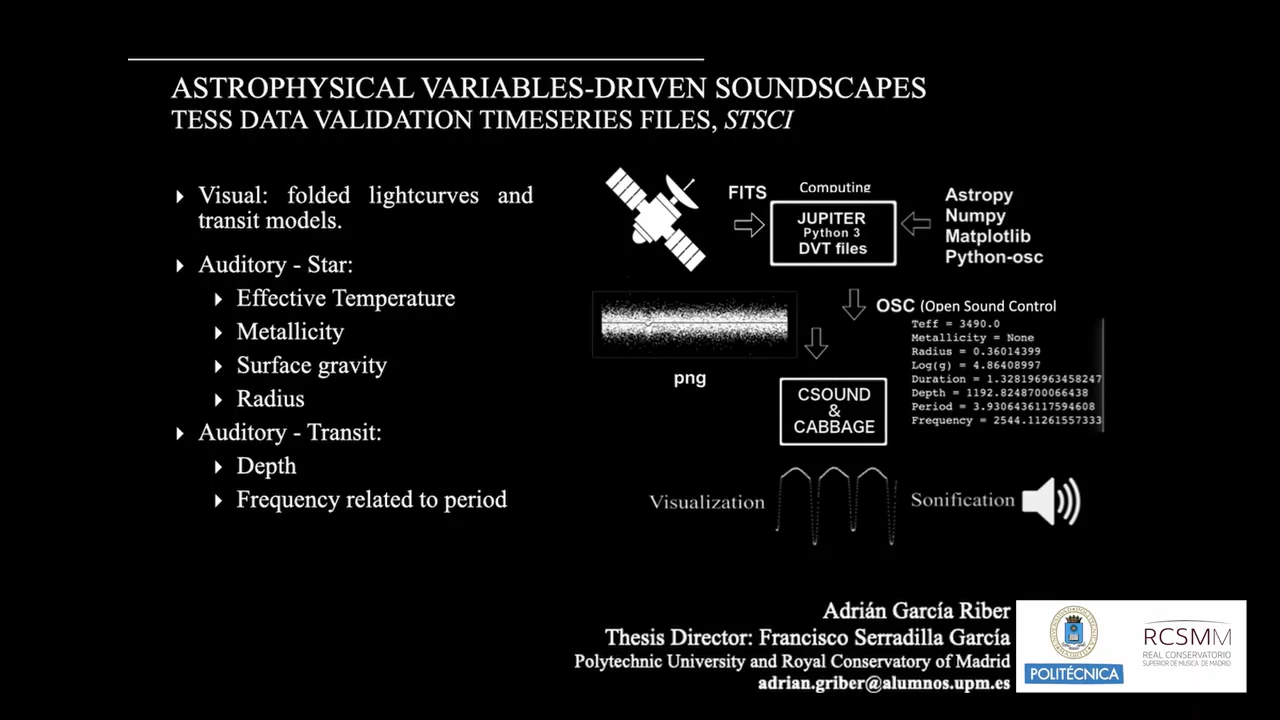 ASTROPHYSICAL VARIABLES-DRIVEN SOUNDSCAPES
TESS DATA VALIDATION TIMESERIES FILES, STSCI
Visual: folded lightcurves and
transit models.
Auditory - Star:
Effective Temperature
Metallicity
Surface gravity
Radius
Auditory - Transit:
Depth
Frequency related to period
FITS
Computing
JUPITER
Python 3
DVT files
Astropy
Numpy
Matplotlib
Python-osc
OSC (Open Sound Control
Teff = 3490.0
Metallicity = None
Radius = 0.36014399
Log(g) = 4.86408997
Duration = 1.328196963458247
Depth = 1192.8248700066438
Period = 3.9306436117594608
Frequency = 2544.11261557333
png
CSOUND
&
CABBAGE
Visualization
Sonification
Adrián García Riber
Thesis Director: Francisco Serradilla García
Polytechnic University and Royal Conservatory of Madrid
adrian.griber@alumnos.upm.es
POLITÉCNICA
RCSMM
REAL CONSERVATORIO
SUPERIOR DE MÚSICA DE MADRID